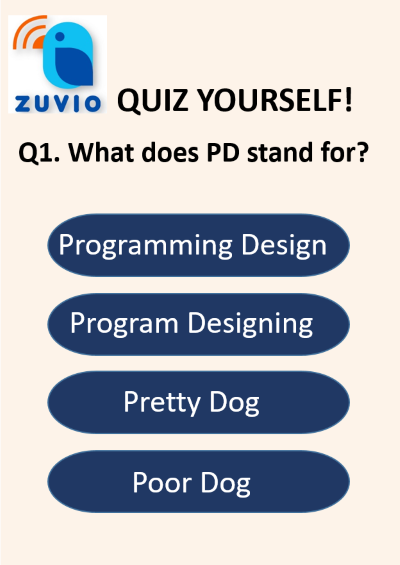 ZUVIO
QUIZ YOURSELF!
Q1. What does PD stand for?
Programming Design
Program Designing
Pretty Dog
Poor Dog